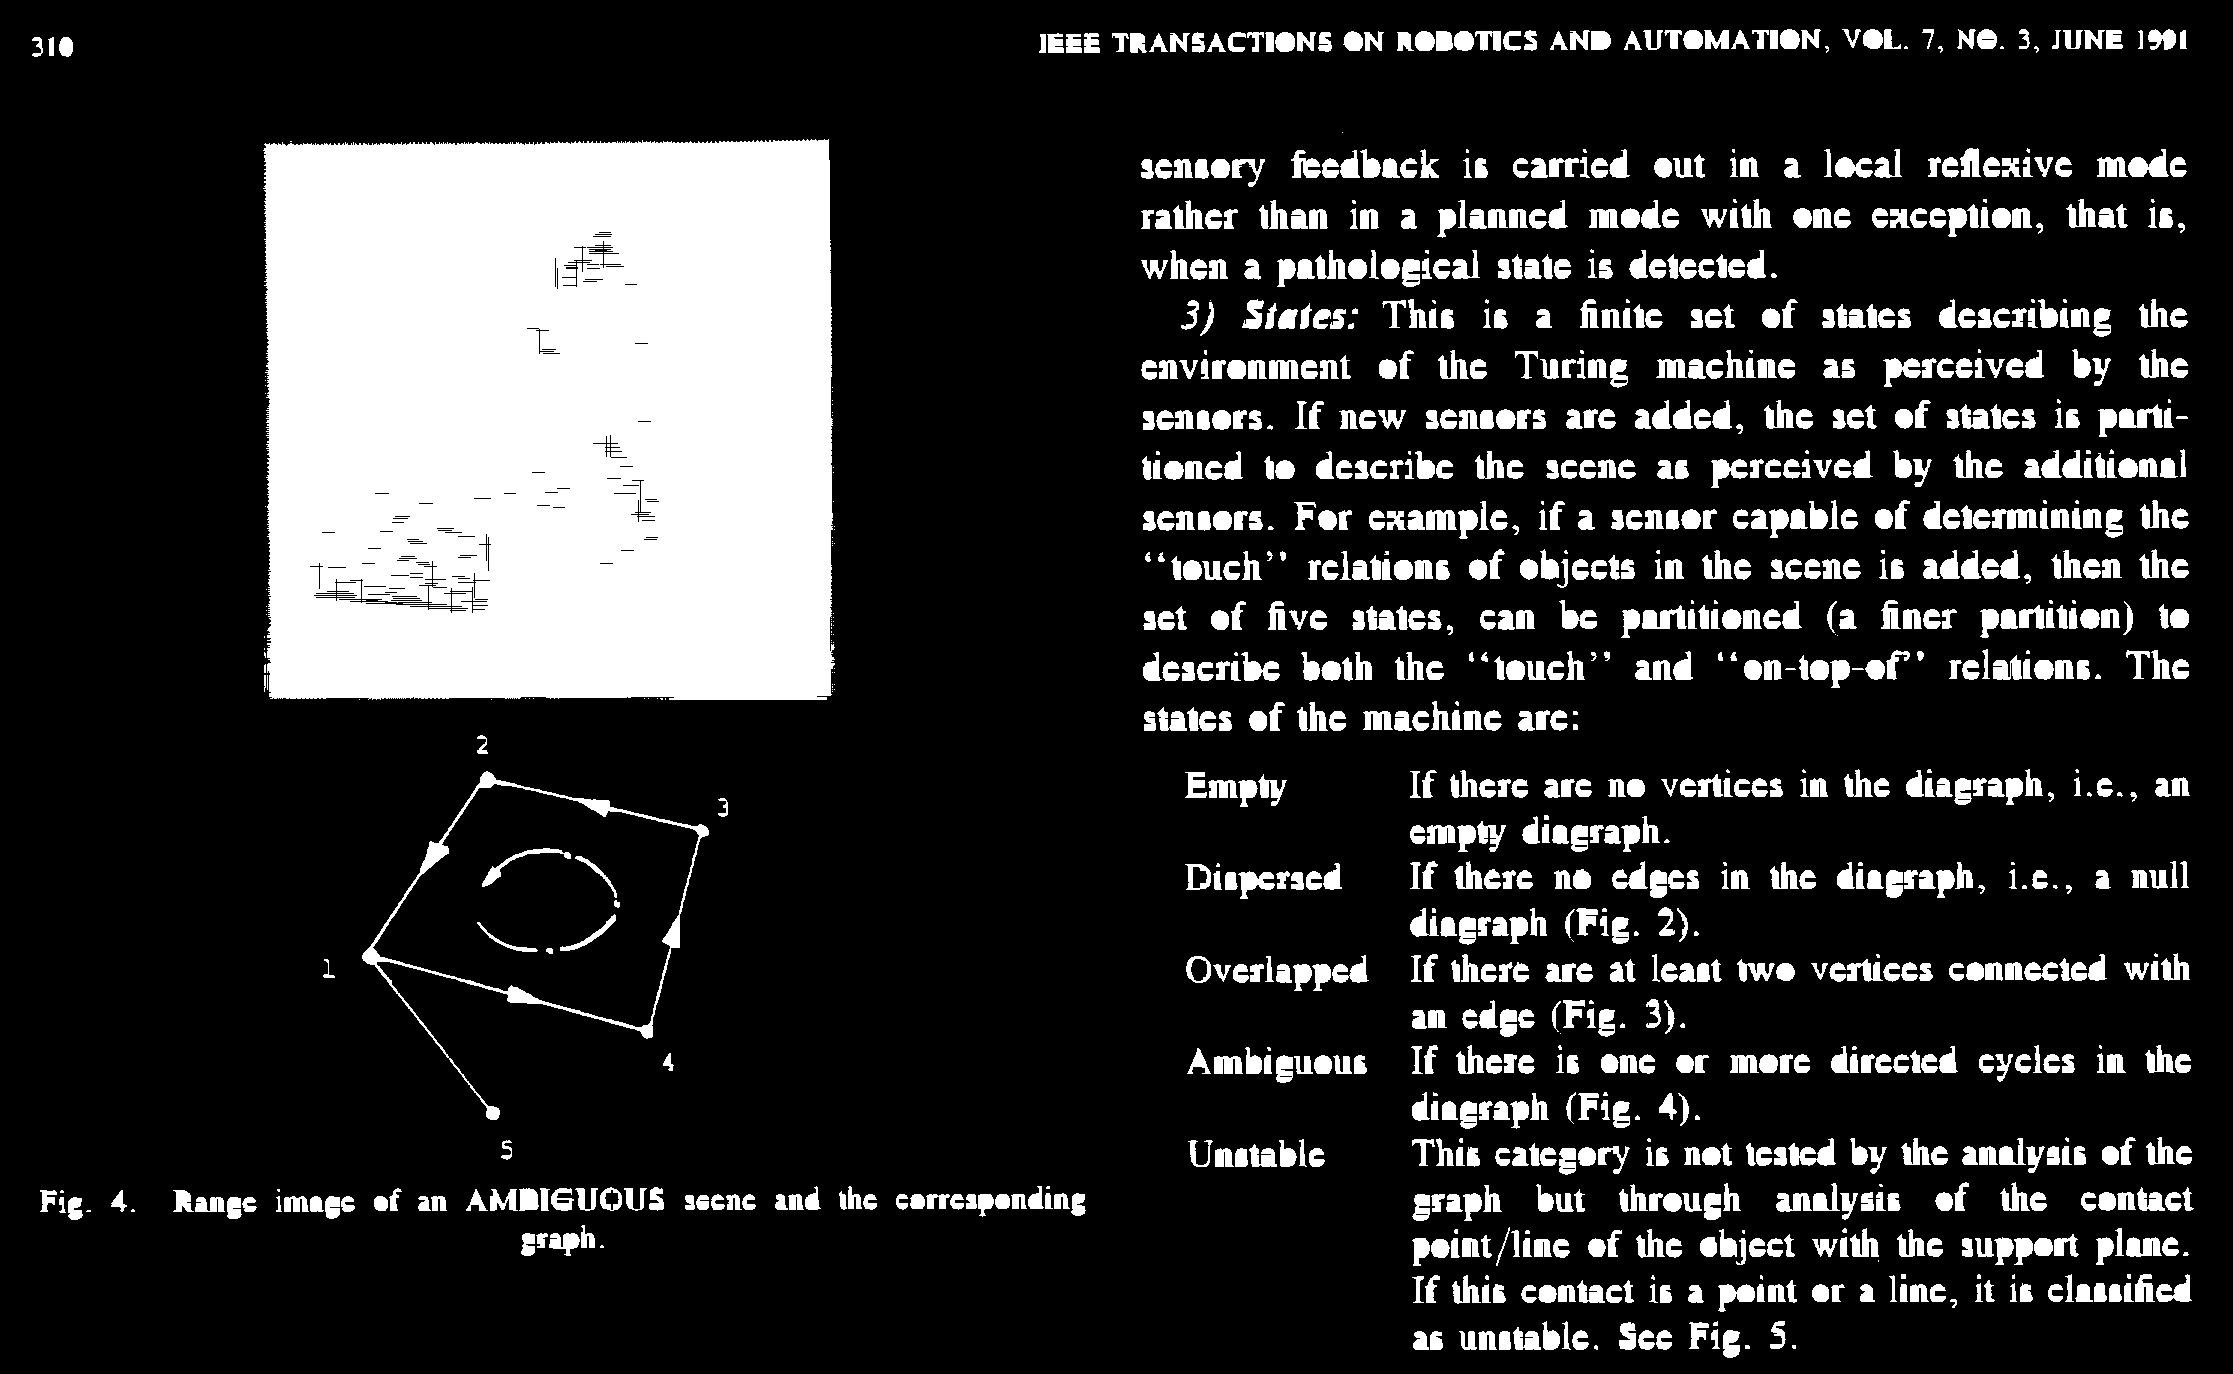 310
IEEE TRANSACTIONS ON ROBOTICS AND AUTOMATION, VOL. 7, NO. 3, JUNE 1991
2
3
1
4
5
Fig. 4. Range image of an AMBIGUOUS scene and the corresponding
graph.
sensory feedback is carried out in a local reflexive mode
rather than in a planned mode with one exception, that is,
when a pathological state is detected.
3) States: This is a finite set of states describing the
environment of the Turing machine as perceived by the
sensors. If new sensors are added, the set of states is parti-
tioned to describe the scene as perceived by the additional
sensors. For example, if a sensor capable of determining the
“touch” relations of objects in the scene is added, then the
set of five states, can be partitioned (a finer partition) to
describe both the “touch” and “on-top-of” relations. The
states of the machine are:
Empty If there are no vertices in the diagraph, i.e., an
empty diagraph.
Dispersed If there no edges in the diagraph, i.e., a null
diagraph (Fig. 2).
Overlapped If there are at least two vertices connected with
an edge (Fig. 3).
Ambiguous If there is one or more directed cycles in the
diagraph (Fig. 4).
Unstable This category is not tested by the analysis of the
graph but through analysis of the contact
point/line of the object with the support plane.
If this contact is a point or a line, it is classified
as unstable. See Fig. 5.